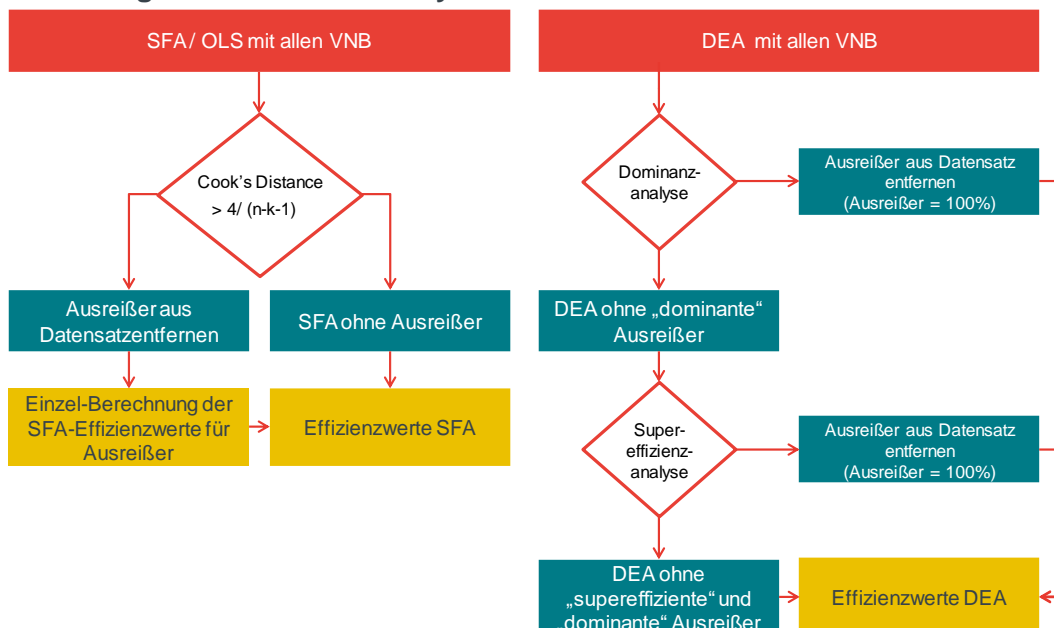 SFA / OLS mit allen VNB
Cook's Distance
> 4/ (n-k-1)
Ausreißer aus
Datensatzentfernen
SFA ohne Ausreißer
Einzel-Berechnung der
SFA-Effizienzwerte für
Ausreißer
Effizienzwerte SFA
DEA mit allen VNB
Dominanz-
analyse
Ausreißer aus Datensatz
entfernen
(Ausreißer = 100%)
DEA ohne „dominante“
Ausreißer
Super-
effizienz-
analyse
Ausreißer aus Datensatz
entfernen
(Ausreißer = 100%)
DEA ohne
„supereffiziente“ und
„dominante“ Ausreißer
Effizienzwerte DEA